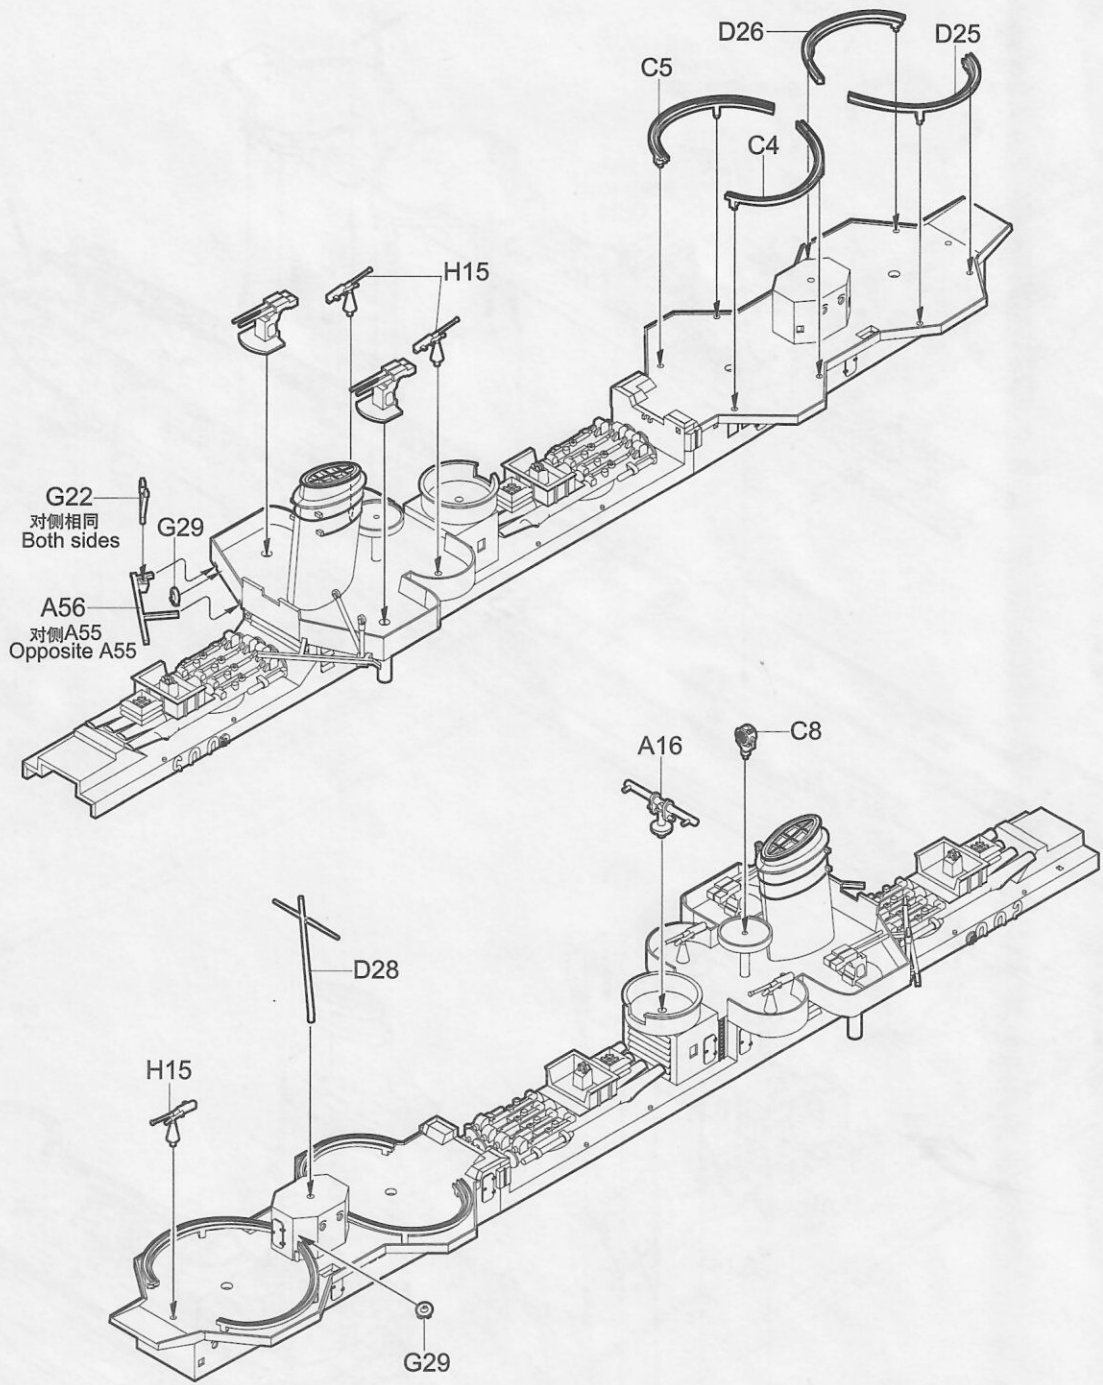 D26
D25
C5
C4
H15
G22
对侧相同
Both sides
G29
A56
对侧A55
Opposite A55
A16
C8
D28
H15
G29